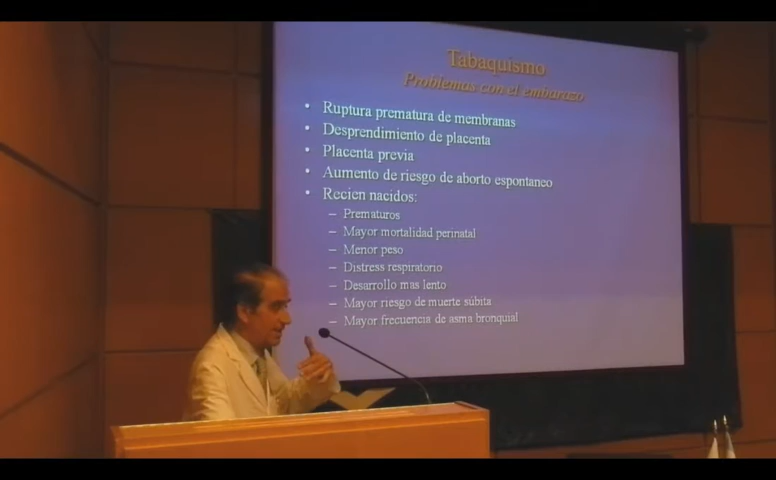 Tabaquismo
Problemas con el embarazo
• Ruptura prematura de membranas
• Desprendimiento de placenta
• Placenta previa
• Aumento de riesgo de aborto espontaneo
• Recien nacidos:
– Prematuros
– Mayor mortalidad perinatal
– Menor peso
– Distress respiratorio
– Desarrollo mas lento
– Mayor riesgo de muerte súbita
– Mayor frecuencia de asma bronquial